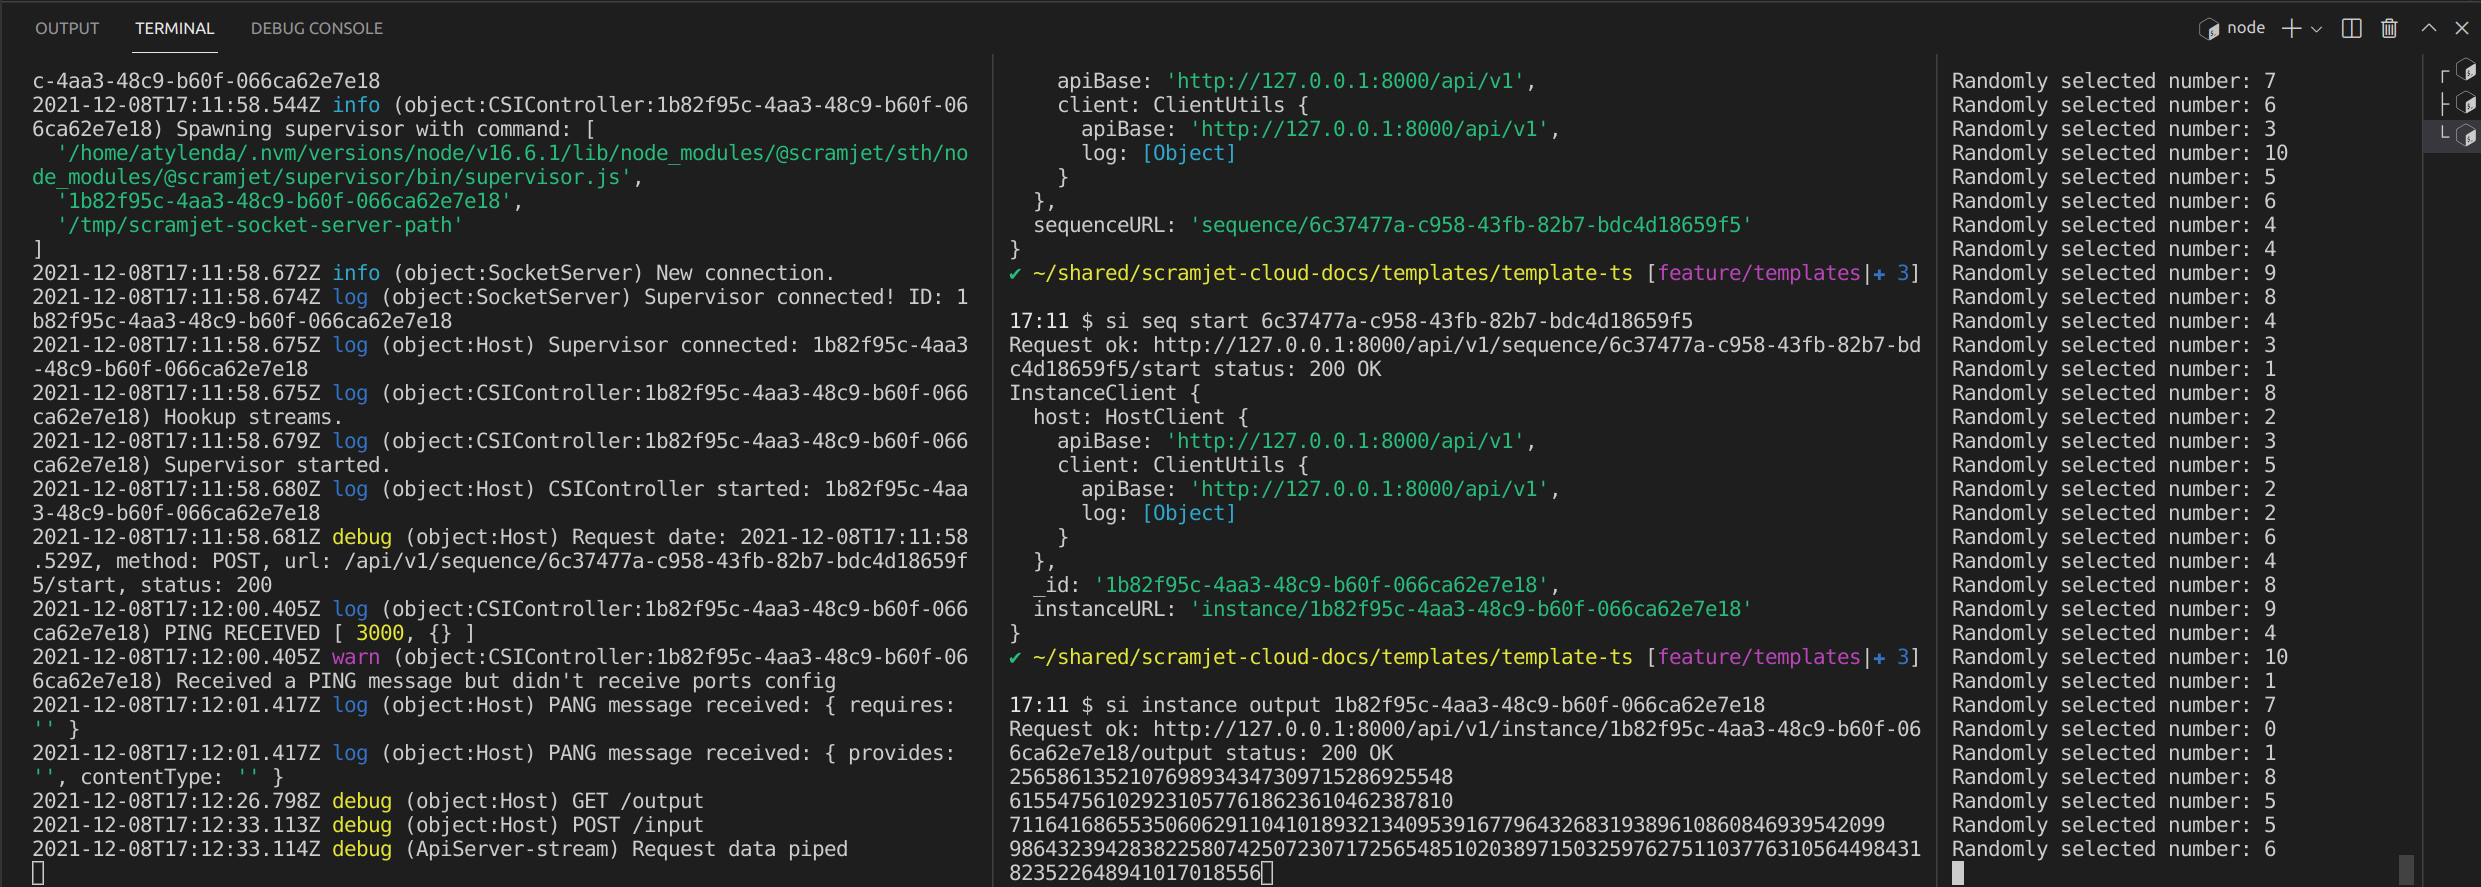 OUTPUT
TERMINAL
DEBUG CONSOLE
node
c-4aa3-48c9-b60f-066ca62e7e18
2021-12-08T17:11:58.544Z info (object:CSIController:1b82f95c-4aa3-48c9-b60f-06
6ca62e7e18) Spawning supervisor with command: [
'/home/atylenda/.nvm/versions/node/v16.6.1/lib/node_modules/@scramjet/sth/no
de_modules/@scramjet/supervisor/bin/supervisor.js',
'1b82f95c-4aa3-48c9-b60f-066ca62e7e18',
'/tmp/scramjet-socket-server-path'
]
2021-12-08T17:11:58.672Z info (object:SocketServer) New connection.
2021-12-08T17:11:58.674Z log (object:SocketServer) Supervisor connected! ID: 1
b82f95c-4aa3-48c9-b60f-066ca62e7e18
2021-12-08T17:11:58.675Z log (object:Host) Supervisor connected: 1b82f95c-4aa3
-48c9-b60f-066ca62e7e18
2021-12-08T17:11:58.675Z log (object:CSIController:1b82f95c-4aa3-48c9-b60f-066
ca62e7e18) Hookup streams.
2021-12-08T17:11:58.679Z log (object:CSIController:1b82f95c-4aa3-48c9-b60f-066
ca62e7e18) Supervisor started.
2021-12-08T17:11:58.680Z log (object:Host) CSIController started: 1b82f95c-4aa
3-48c9-b60f-066ca62e7e18
2021-12-08T17:11:58.681Z debug (object:Host) Request date: 2021-12-08T17:11:58
.529Z, method: POST, url: /api/v1/sequence/6c37477a-c958-43fb-82b7-bdc4d18659f
5/start, status: 200
2021-12-08T17:12:00.405Z log (object:CSIController:1b82f95c-4aa3-48c9-b60f-066
ca62e7e18) PING RECEIVED [ 3000, {} ]
2021-12-08T17:12:00.405Z warn (object:CSIController:1b82f95c-4aa3-48c9-b60f-06
6ca62e7e18) Received a PING message but didn't receive ports config
2021-12-08T17:12:01.417Z log (object:Host) PANG message received: { requires:
'' }
2021-12-08T17:12:01.417Z log (object:Host) PANG message received: { provides:
'', contentType: '' }
2021-12-08T17:12:26.798Z debug (object:Host) GET /output
2021-12-08T17:12:33.113Z debug (object:Host) POST /input
2021-12-08T17:12:33.114Z debug (ApiServer-stream) Request data piped
apiBase: 'http://127.0.0.1:8000/api/v1',
client: ClientUtils {
apiBase: 'http://127.0.0.1:8000/api/v1',
log: [Object]
}
},
sequenceURL: 'sequence/6c37477a-c958-43fb-82b7-bdc4d18659f5'
}
✔ ~/shared/scramjet-cloud-docs/templates/template-ts [feature/templates|✚ 3]
17:11 $ si seq start 6c37477a-c958-43fb-82b7-bdc4d18659f5
Request ok: http://127.0.0.1:8000/api/v1/sequence/6c37477a-c958-43fb-82b7-bd
c4d18659f5/start status: 200 OK
InstanceClient {
host: HostClient {
apiBase: 'http://127.0.0.1:8000/api/v1',
client: ClientUtils {
apiBase: 'http://127.0.0.1:8000/api/v1',
log: [Object]
}
},
_id: '1b82f95c-4aa3-48c9-b60f-066ca62e7e18',
instanceURL: 'instance/1b82f95c-4aa3-48c9-b60f-066ca62e7e18'
}
✔ ~/shared/scramjet-cloud-docs/templates/template-ts [feature/templates|✚ 3]
17:11 $ si instance output 1b82f95c-4aa3-48c9-b60f-066ca62e7e18
Request ok: http://127.0.0.1:8000/api/v1/instance/1b82f95c-4aa3-48c9-b60f-06
6ca62e7e18/output status: 200 OK
2565861352107698934347309715286925548
6155475610292310577618623610462387810
7116416865535060629110410189321340953916779643268319389610860846939542099
9864323942838225807425072307172565485102038971503259762751103776310564498431
823522648941017018556
Randomly selected number: 7
Randomly selected number: 6
Randomly selected number: 3
Randomly selected number: 10
Randomly selected number: 5
Randomly selected number: 6
Randomly selected number: 4
Randomly selected number: 4
Randomly selected number: 9
Randomly selected number: 8
Randomly selected number: 4
Randomly selected number: 3
Randomly selected number: 1
Randomly selected number: 8
Randomly selected number: 2
Randomly selected number: 3
Randomly selected number: 5
Randomly selected number: 2
Randomly selected number: 2
Randomly selected number: 6
Randomly selected number: 4
Randomly selected number: 8
Randomly selected number: 9
Randomly selected number: 4
Randomly selected number: 10
Randomly selected number: 1
Randomly selected number: 7
Randomly selected number: 0
Randomly selected number: 1
Randomly selected number: 8
Randomly selected number: 5
Randomly selected number: 5
Randomly selected number: 6